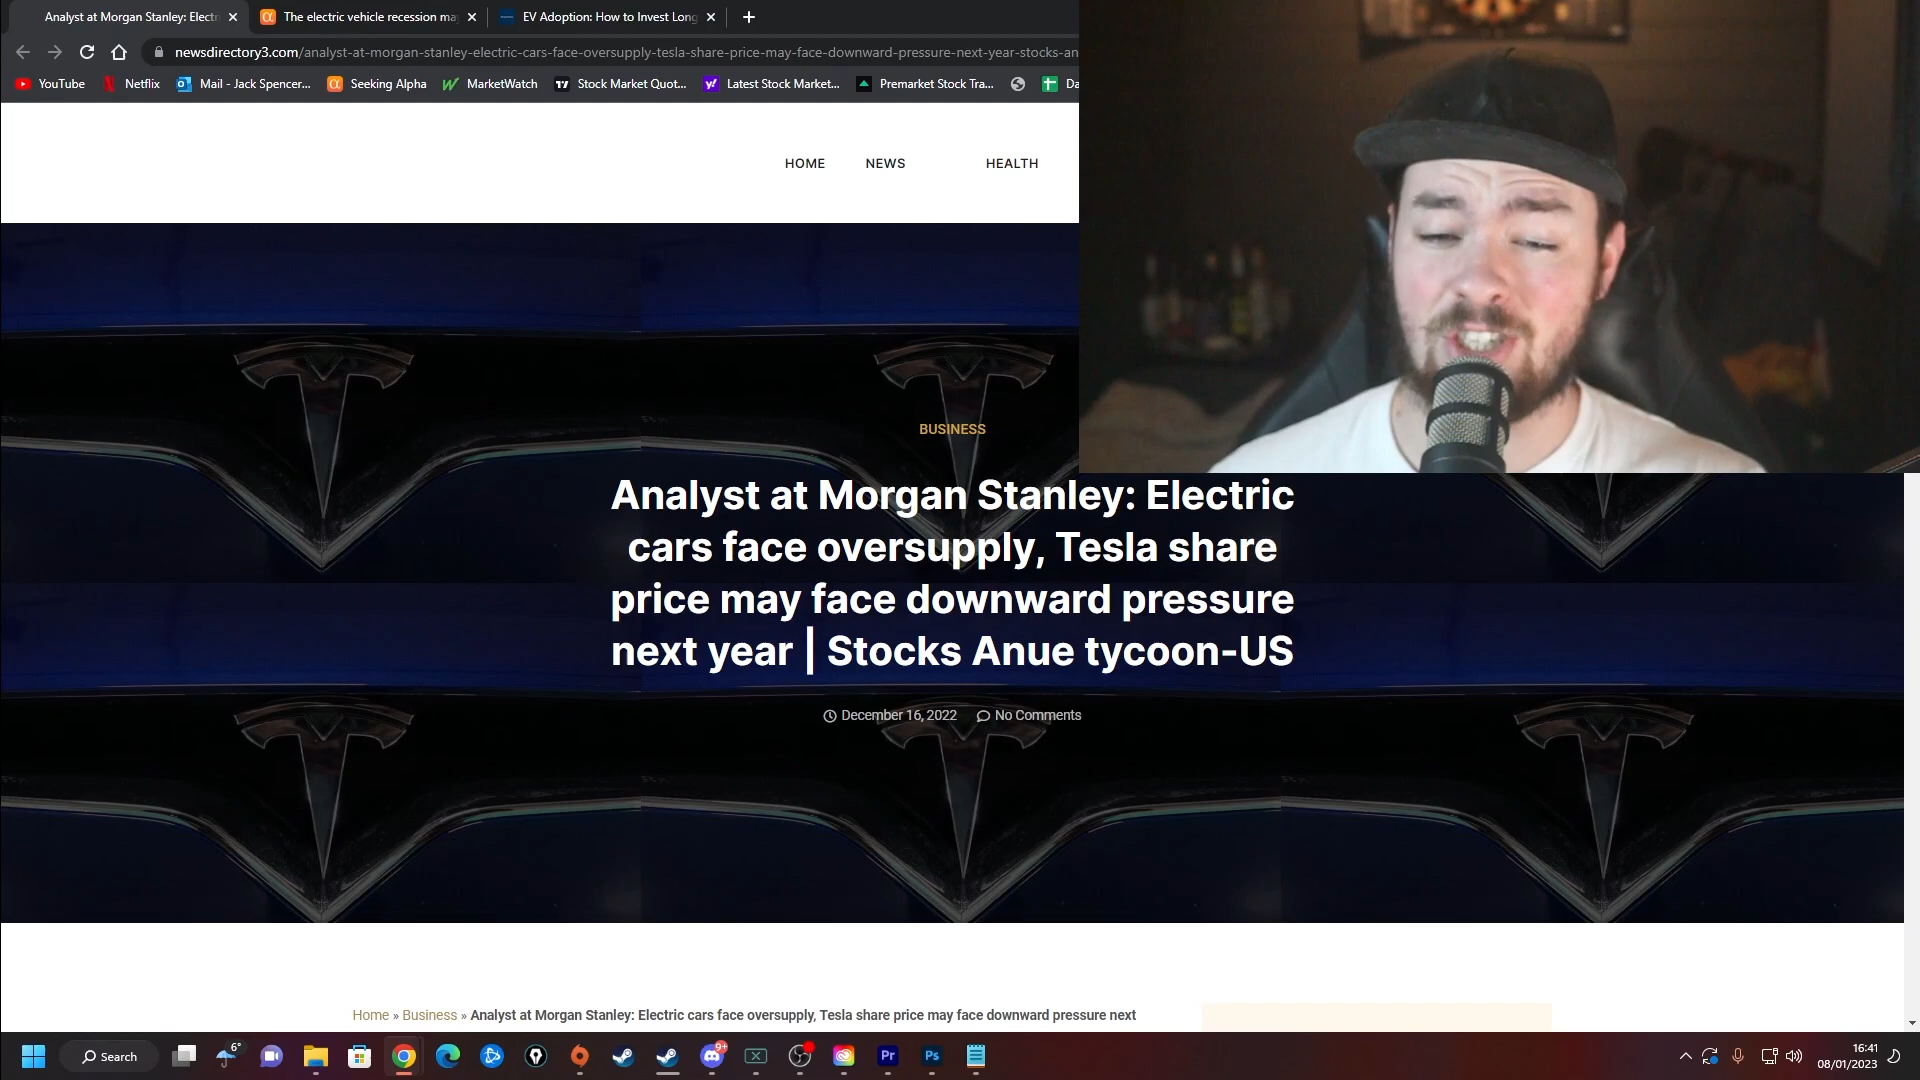 Analyst at Morgan Stanley: Electr
The electric vehicle recession ma
EV Adoption: How to Invest Long
newsdirectory3.com/analyst-at-morgan-stanley-electric-cars-face-oversupply-tesla-share-price-may-face-downward-pressure-next-year-stocks-an
YouTube
Netflix
Mail - Jack Spencer...
Seeking Alpha
MarketWatch
Stock Market Quot...
Latest Stock Market...
Premarket Stock Tra...
Da
HOME
NEWS
HEALTH
BUSINESS
Analyst at Morgan Stanley: Electric
cars face oversupply, Tesla share
price may face downward pressure
next year | Stocks Anue tycoon-US
December 16, 2022
No Comments
Home » Business » Analyst at Morgan Stanley: Electric cars face oversupply, Tesla share price may face downward pressure next
Search
6°
9+
Pr
Ps
16:41
08/01/2023